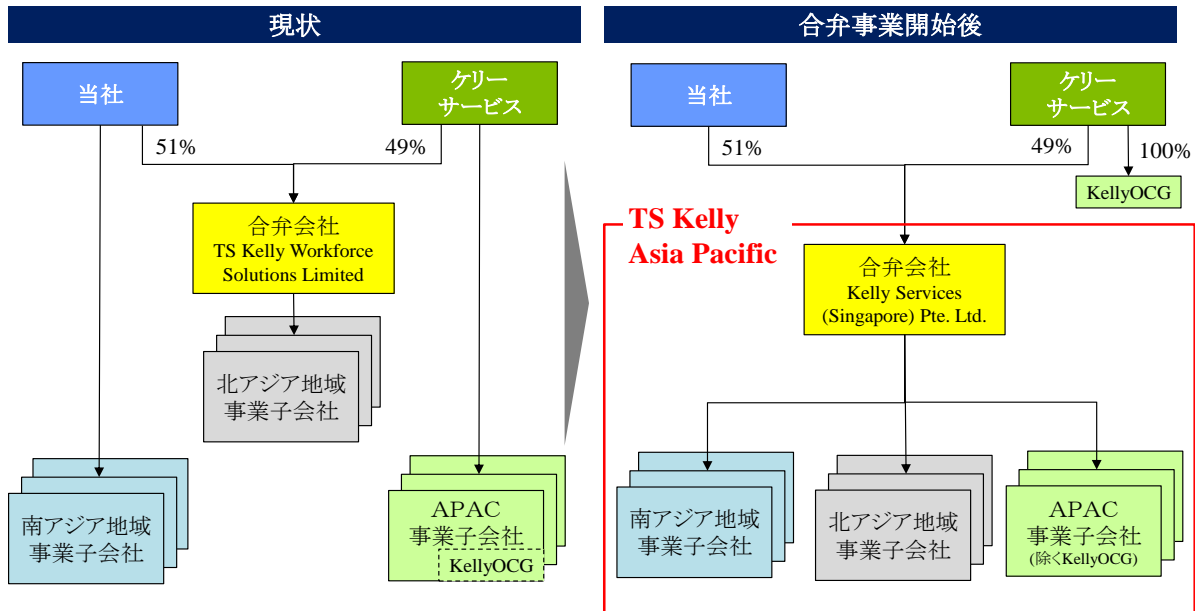 現状
当社
ケリー
サービス
51%
49%
合弁会社
TS Kelly Workforce
Solutions Limited
北アジア地域
事業子会社
南アジア地域
事業子会社
APAC
事業子会社
KellyOCG
合弁事業開始後
当社
ケリー
サービス
51%
49%
100%
KellyOCG
TS Kelly
Asia Pacific
合弁会社
Kelly Services
(Singapore) Pte. Ltd.
南アジア地域
事業子会社
北アジア地域
事業子会社
APAC
事業子会社
(除くKellyOCG)